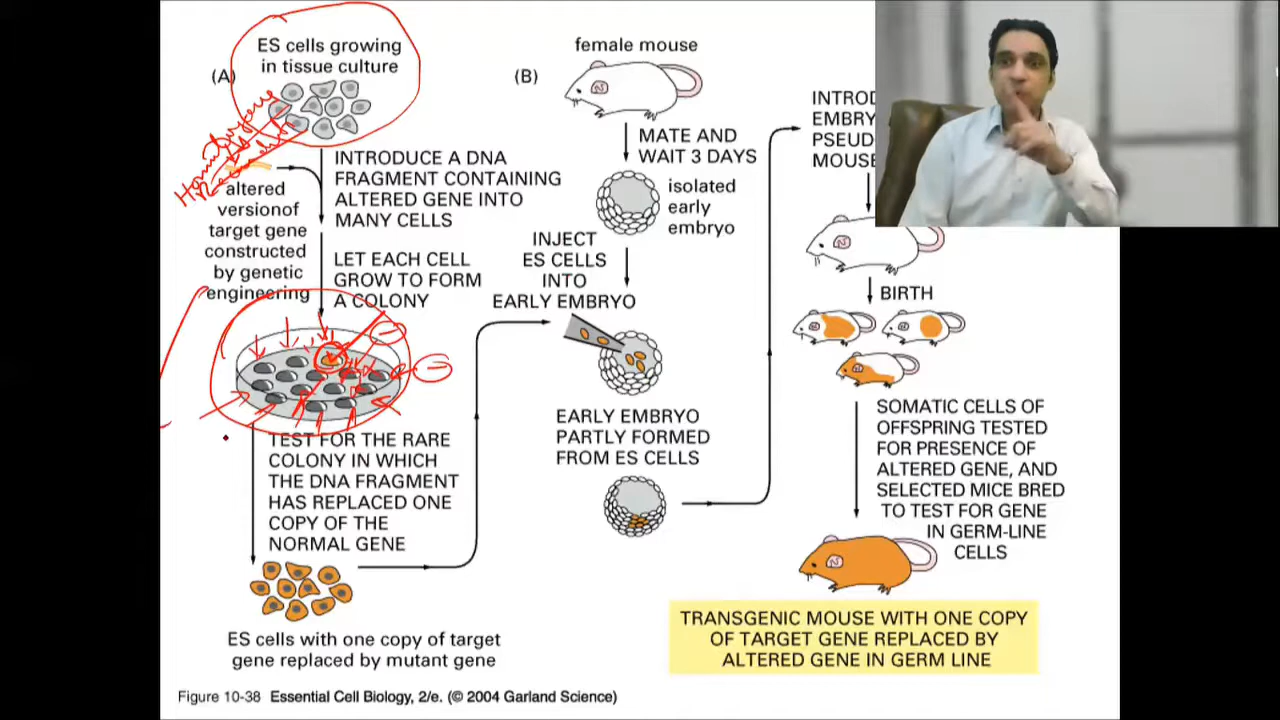 ES cells growing
in tissue culture
(A)
Homologous
Recombination
altered
versionof
target gene
constructed
by genetic
engineering
INTRODUCE A DNA
FRAGMENT CONTAINING
ALTERED GENE INTO
MANY CELLS
LET EACH CELL
GROW TO FORM
A COLONY
TEST FOR THE RARE
COLONY IN WHICH
THE DNA FRAGMENT
HAS REPLACED ONE
COPY OF THE
NORMAL GENE
ES cells with one copy of target
gene replaced by mutant gene
(B)
female mouse
MATE AND
WAIT 3 DAYS
isolated
early
embryo
INJECT
ES CELLS
INTO
EARLY EMBRYO
EARLY EMBRYO
PARTLY FORMED
FROM ES CELLS
INTROD
EMBRY
PSEUD
MOUSE
BIRTH
SOMATIC CELLS OF
OFFSPRING TESTED
FOR PRESENCE OF
ALTERED GENE, AND
SELECTED MICE BRED
TO TEST FOR GENE
IN GERM-LINE
CELLS
TRANSGENIC MOUSE WITH ONE COPY
OF TARGET GENE REPLACED BY
ALTERED GENE IN GERM LINE
Figure 10-38 Essential Cell Biology, 2/e. (© 2004 Garland Science)